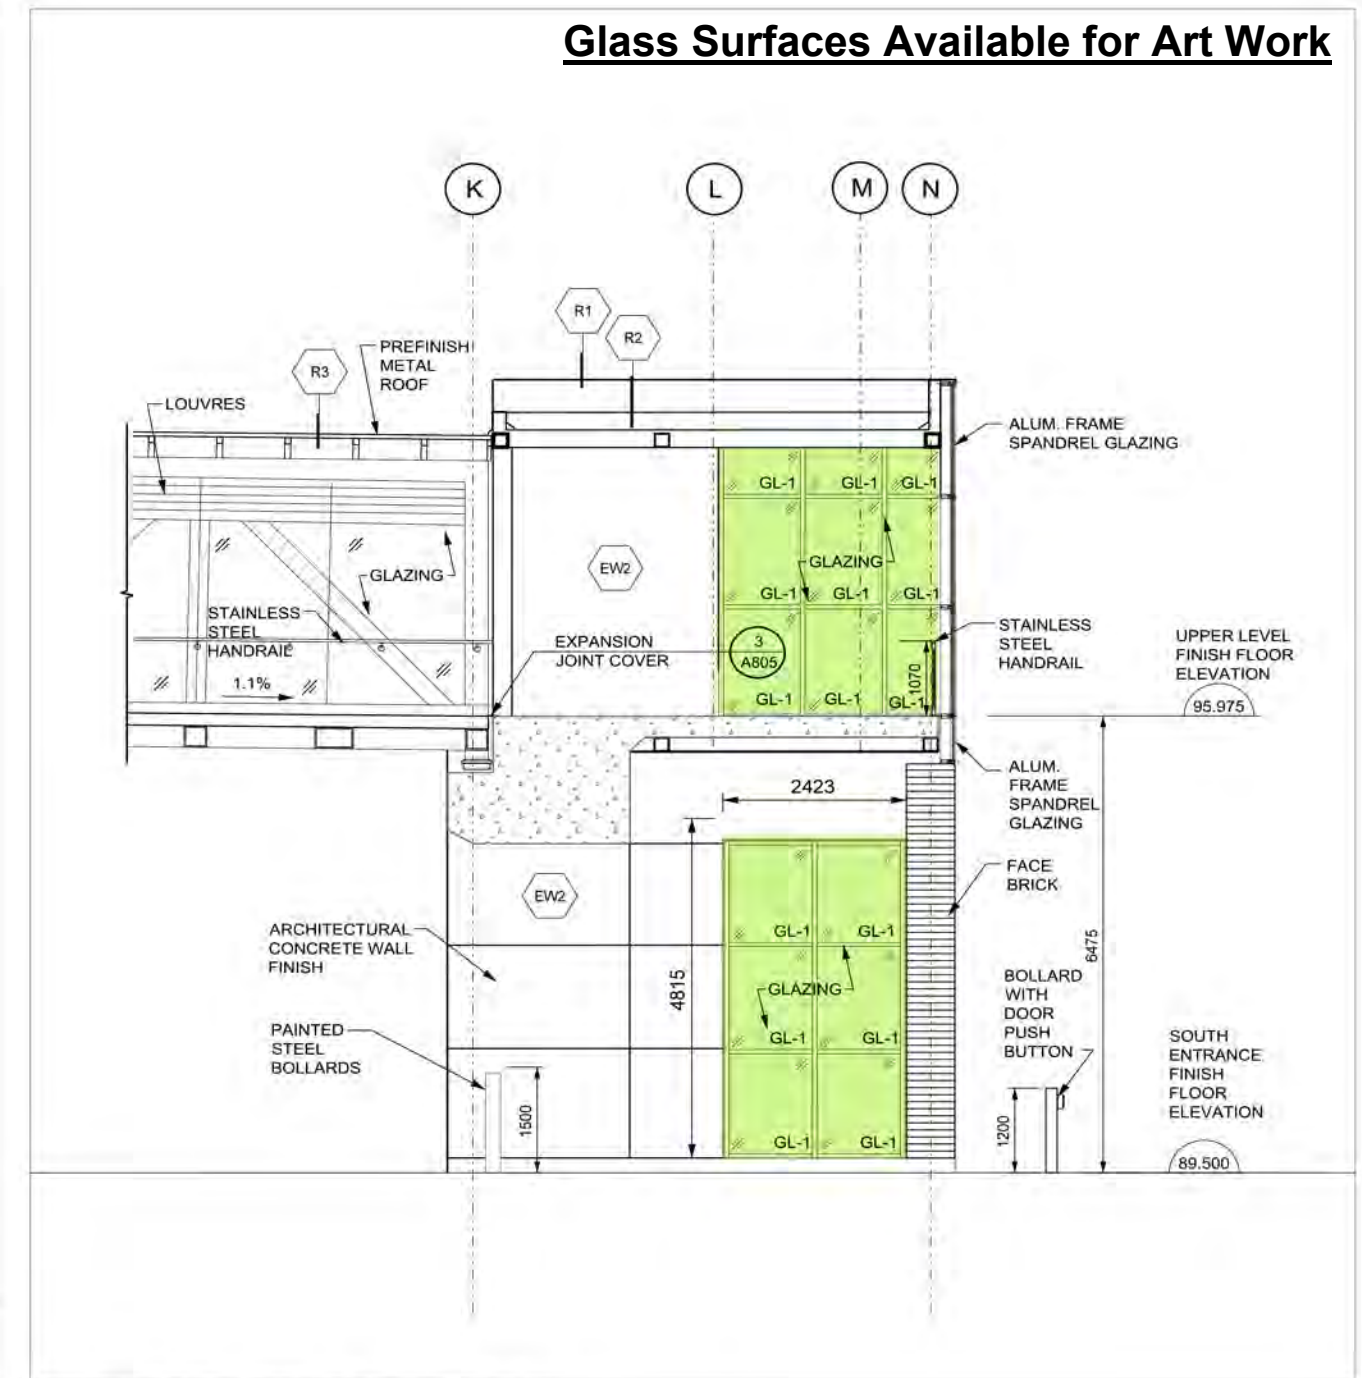 Glass Surfaces Available for Art Work
K
L
M
N
R1
R2
R3
PREFINISH
METAL
ROOF
LOUVRES
ALUM. FRAME
SPANDREL GLAZING
GL-1
GL-1
GL-1
GLAZING
EW2
GLAZING
GL-1
GL-1
GL-1
STAINLESS
STEEL
HANDRAIL
EXPANSION
JOINT COVER
3
A805
STAINLESS
STEEL
HANDRAIL
UPPER LEVEL
FINISH FLOOR
ELEVATION
95.975
1.1%
GL-1
GL-1
GL-1
1070
2423
ALUM.
FRAME
SPANDREL
GLAZING
FACE
BRICK
EW2
GL-1
GL-1
ARCHITECTURAL
CONCRETE WALL
FINISH
4815
GLAZING
6475
BOLLARD
WITH
DOOR
PUSH
BUTTON
PAINTED
STEEL
BOLLARDS
GL-1
GL-1
SOUTH
ENTRANCE
FINISH
FLOOR
ELEVATION
1500
1200
GL-1
GL-1
89.500